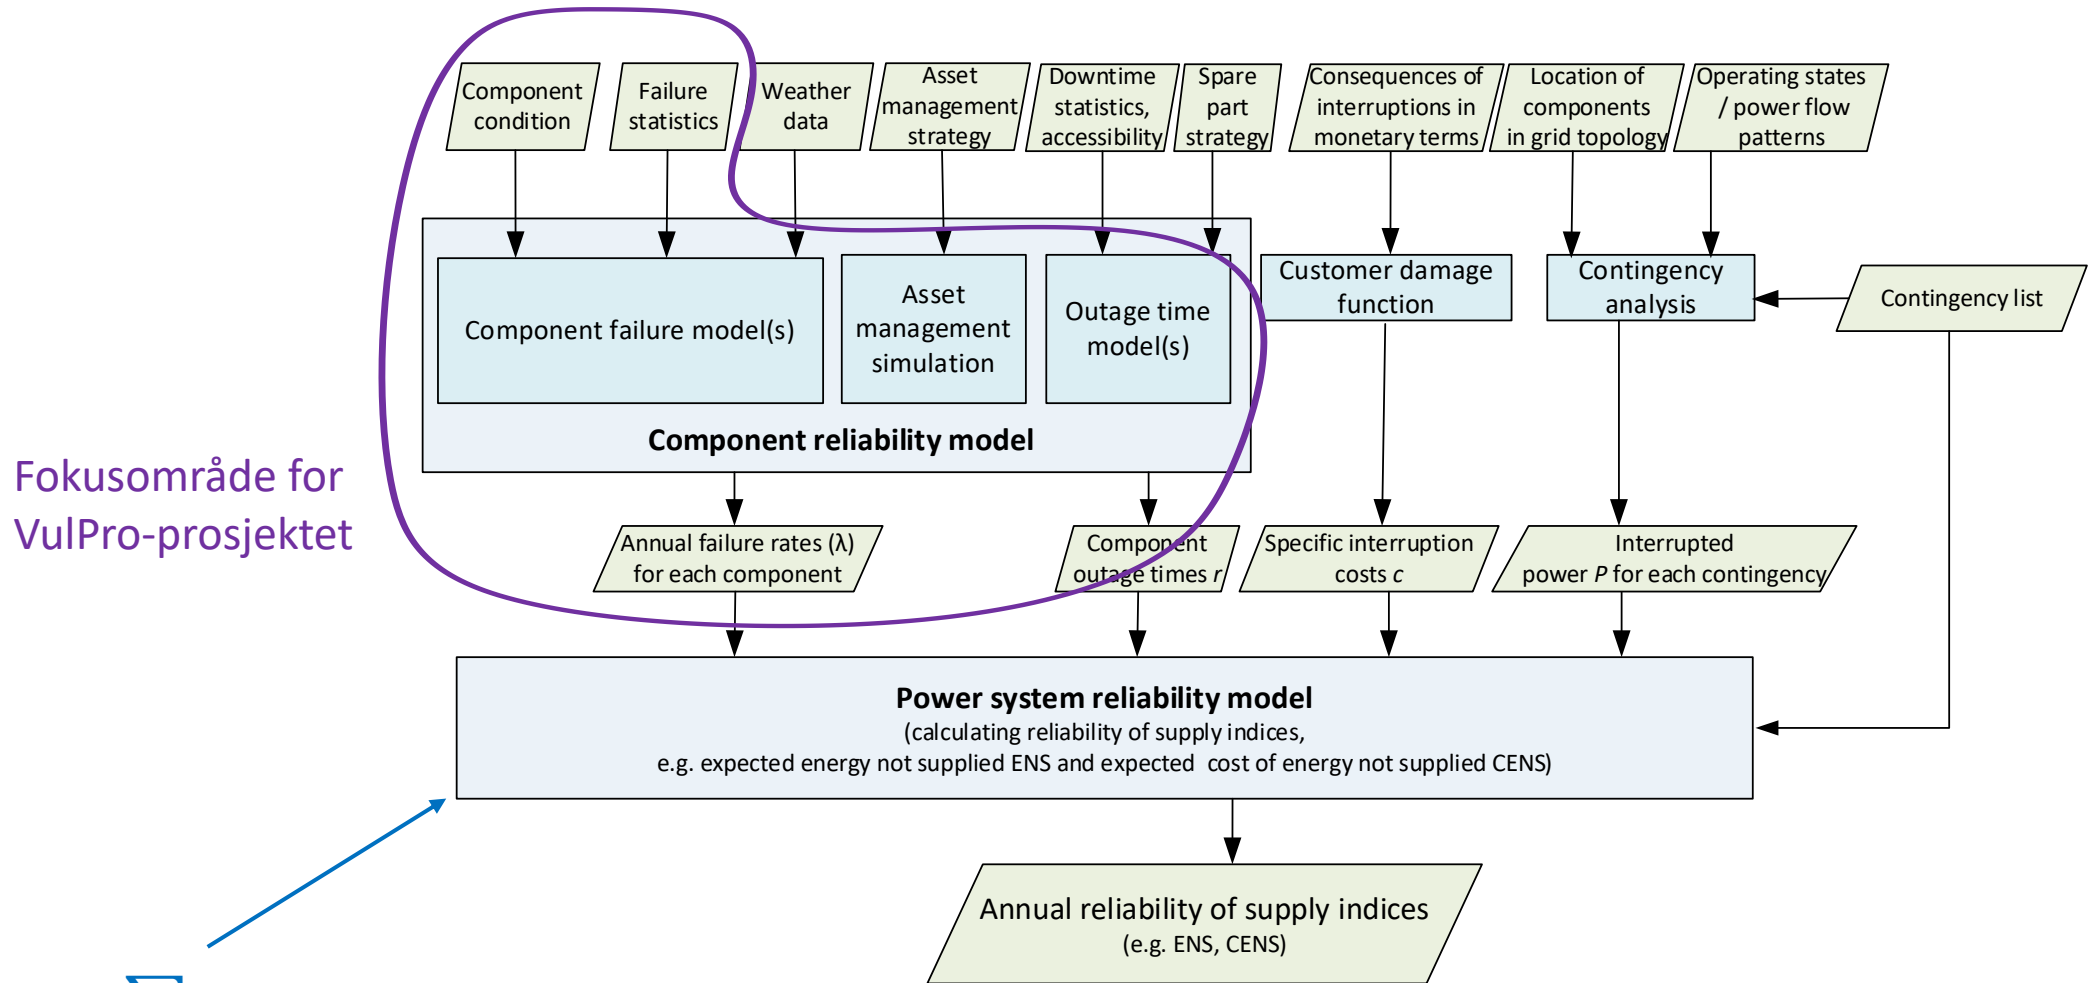 Component
condition
Failure
statistics
Weather
data
Asset
management
strategy
Downtime
statistics,
accessibility
Spare
part
strategy
Consequences of
interruptions in
monetary terms
Location of
components
in grid topology
Operating states
/ power flow
patterns
Component failure model(s)
Asset
management
simulation
Outage time
model(s)
Customer damage
function
Contingency
analysis
Contingency list
Component reliability model
Fokusområde for
VulPro-prosjektet
Annual failure rates (λ)
for each component
Component
outage times r
Specific interruption
costs c
Interrupted
power P for each contingency
Power system reliability model
(calculating reliability of supply indices,
e.g. expected energy not supplied ENS and expected cost of energy not supplied CENS)
Annual reliability of supply indices
(e.g. ENS, CENS)